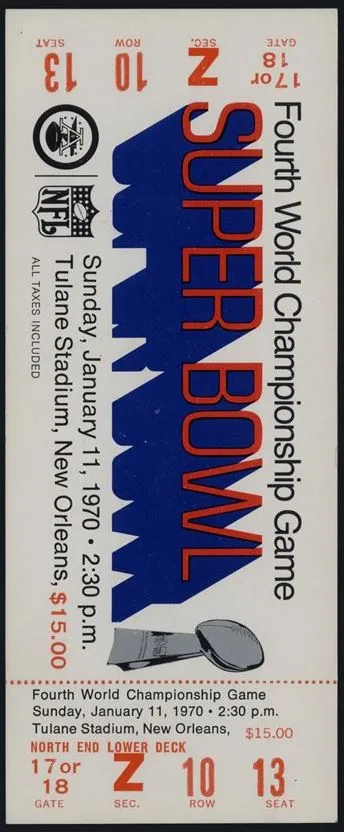 GATE
17 or
18
SEC.
Z
ROW
10
SEAT
13
Fourth World Championship Game
SUPER BOWL
A
NFL
Sunday, January 11, 1970 • 2:30 p.m.
Tulane Stadium, New Orleans, $15.00
ALL TAXES INCLUDED
Fourth World Championship Game
Sunday, January 11, 1970 • 2:30 p.m.
Tulane Stadium, New Orleans, $15.00
NORTH END LOWER DECK
17 or Z 10 13
18
GATE SEC. ROW SEAT